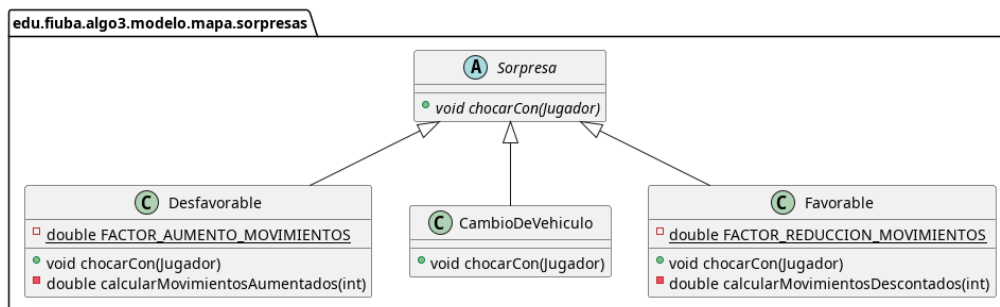 edu.fiuba.algo3.modelo.mapa.sorpresas
A Sorpresa
void chocarCon(Jugador)
C Desfavorable
double FACTOR_AUMENTO_MOVIMIENTOS
void chocarCon(Jugador)
double calcularMovimientosAumentados(int)
C CambioDeVehiculo
void chocarCon(Jugador)
C Favorable
double FACTOR_REDUCCION_MOVIMIENTOS
void chocarCon(Jugador)
double calcularMovimientosDescontados(int)